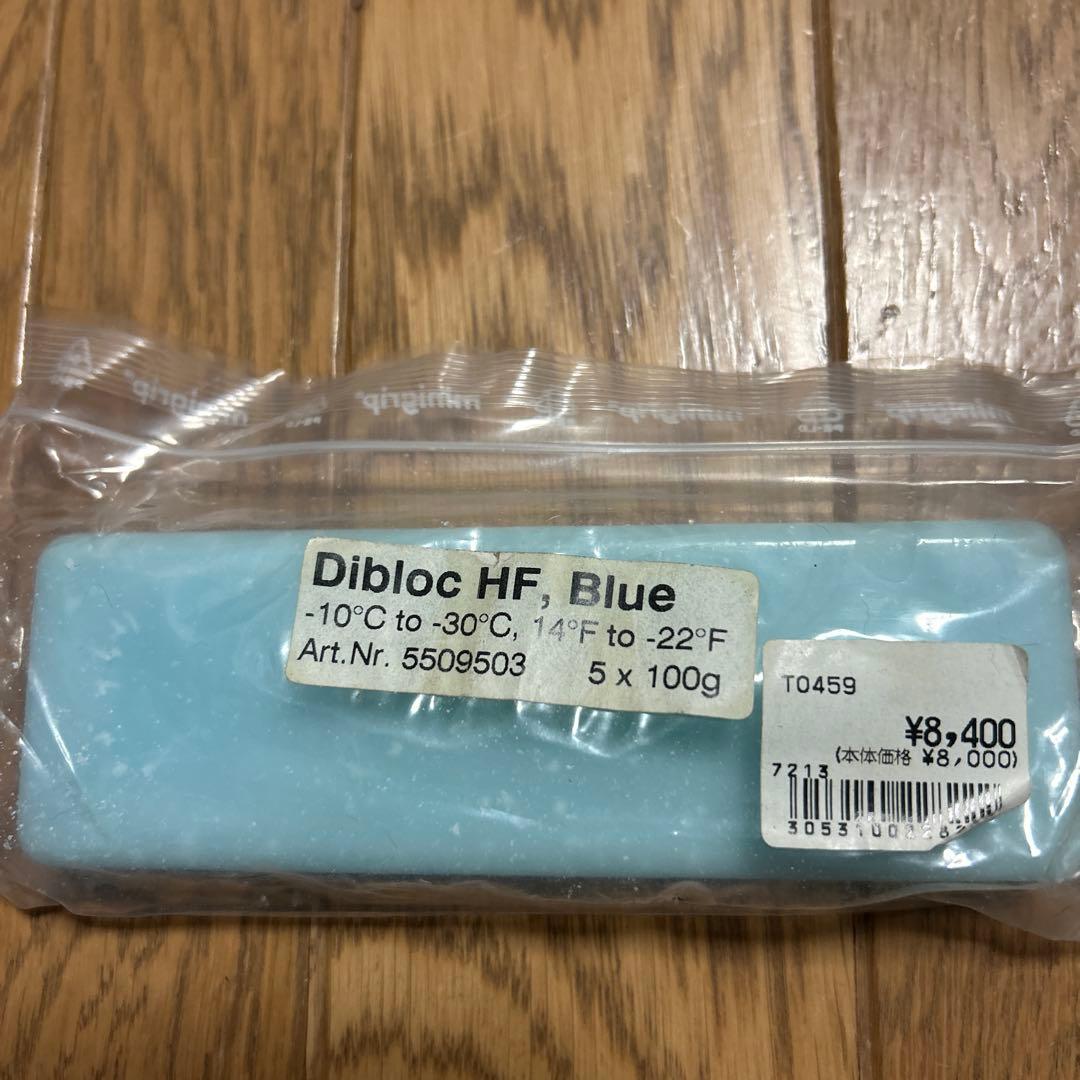 minigrip
minigrip
minigrip
minigrip
Dibloc HF, Blue
-10°C to -30°C, 14°F to -22°F
Art.Nr. 5509503 5 x 100g
T0459
¥8,400
(本体価格 ¥8,000)
7213